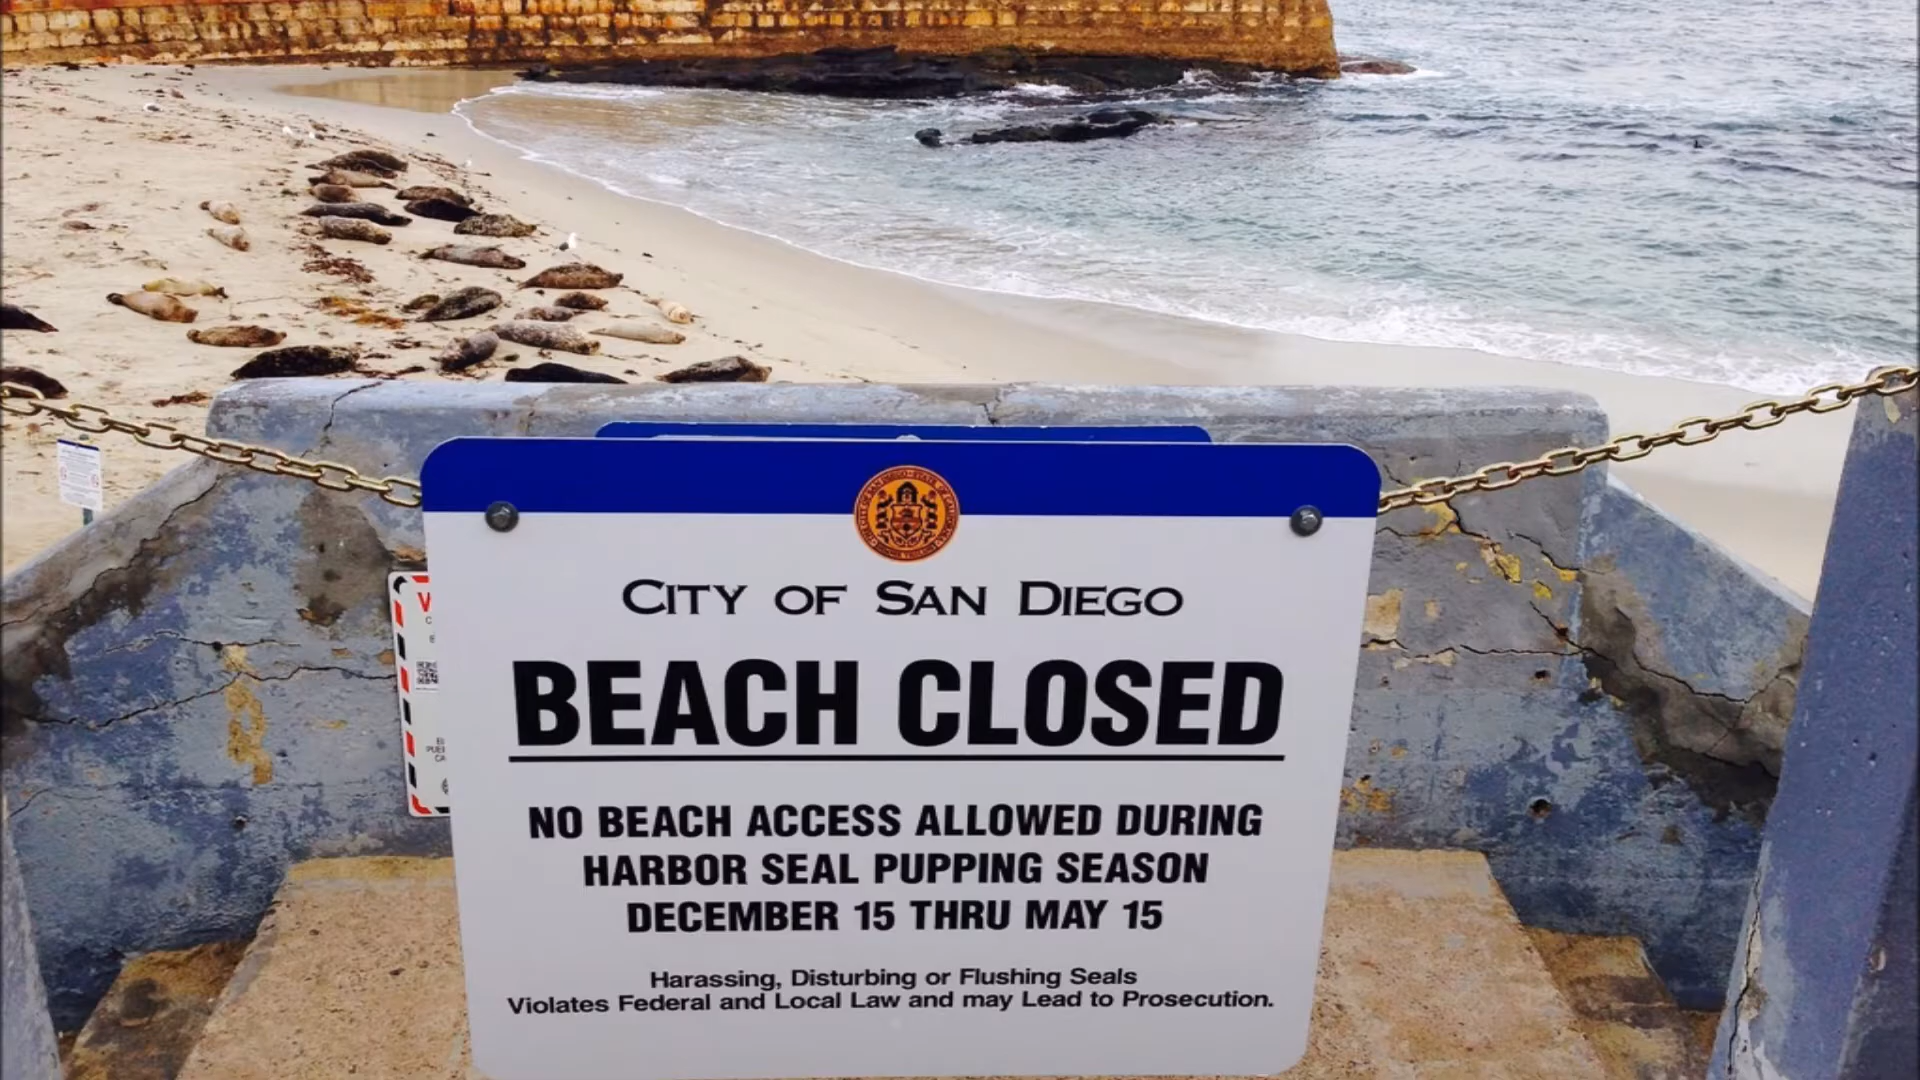 CITY OF SAN DIEGO
BEACH CLOSED
NO BEACH ACCESS ALLOWED DURING
HARBOR SEAL PUPPING SEASON
DECEMBER 15 THRU MAY 15
Harassing, Disturbing or Flushing Seals
Violates Federal and Local Law and may Lead to Prosecution.